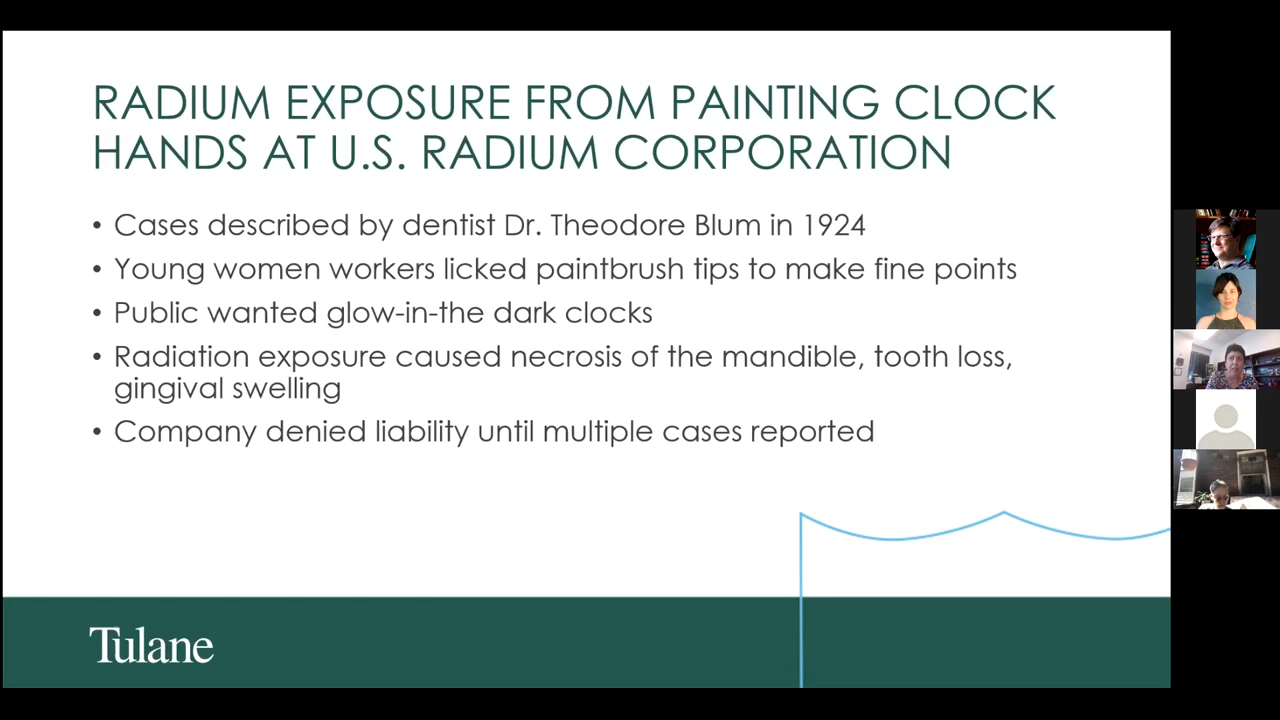 RADIUM EXPOSURE FROM PAINTING CLOCK
HANDS AT U.S. RADIUM CORPORATION
• Cases described by dentist Dr. Theodore Blum in 1924
• Young women workers licked paintbrush tips to make fine points
• Public wanted glow-in-the dark clocks
• Radiation exposure caused necrosis of the mandible, tooth loss,
gingival swelling
• Company denied liability until multiple cases reported
Tulane